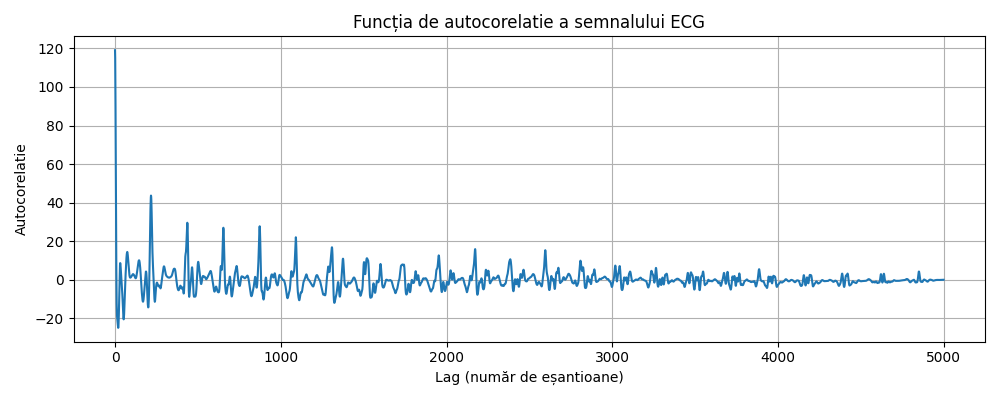 Funcția de autocorelatie a semnalului ECG
Autocorelatie
120
100
80
60
40
20
0
−20
0 1000 2000 3000 4000 5000
Lag (număr de eșantioane)